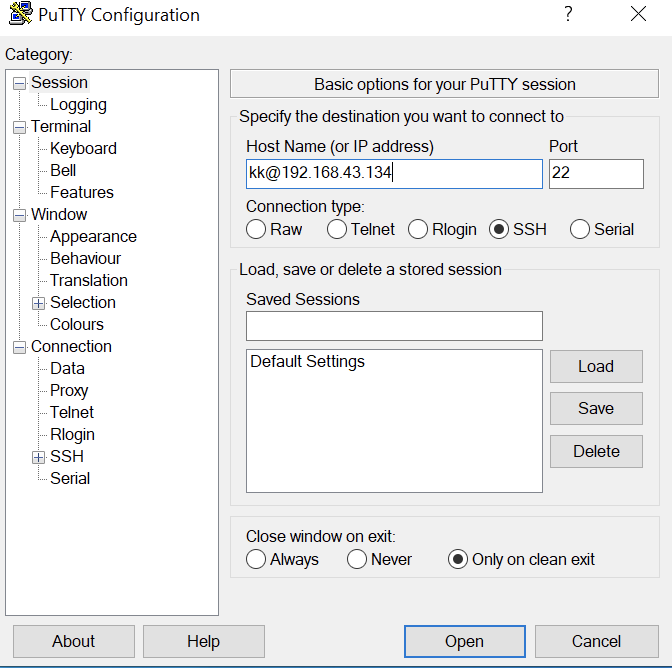 PuTTY Configuration
?
Category:
Session
Logging
Terminal
Keyboard
Bell
Features
Window
Appearance
Behaviour
Translation
Selection
Colours
Connection
Data
Proxy
Telnet
Rlogin
SSH
Serial
Basic options for your PuTTY session
Specify the destination you want to connect to
Host Name (or IP address) Port
kk@192.168.43.134 22
Connection type:
Raw Telnet Rlogin SSH Serial
Load, save or delete a stored session
Saved Sessions
Default Settings
Load
Save
Delete
Close window on exit:
Always Never Only on clean exit
About Help Open Cancel